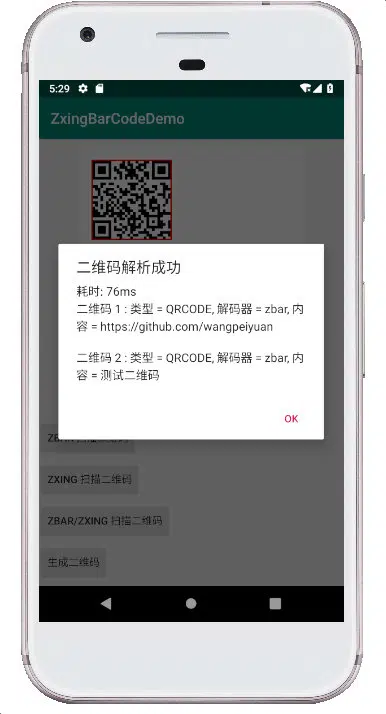 5:29
ZxingBarCodeDemo
二维码解析成功
耗时: 76ms
二维码 1 : 类型 = QRCODE, 解码器 = zbar, 内
容 = https://github.com/wangpeiyuan
二维码 2 : 类型 = QRCODE, 解码器 = zbar, 内
容 = 测试二维码
OK
ZXING 扫描二维码
ZBAR/ZXING 扫描二维码
生成二维码